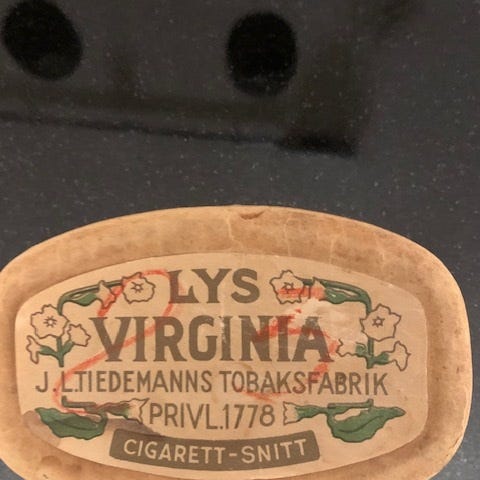 LYS
VIRGINIA
J.L.TIEDEMANNS TOBAKSFABRIK
PRIVL.1778
CIGARETT-SNITT